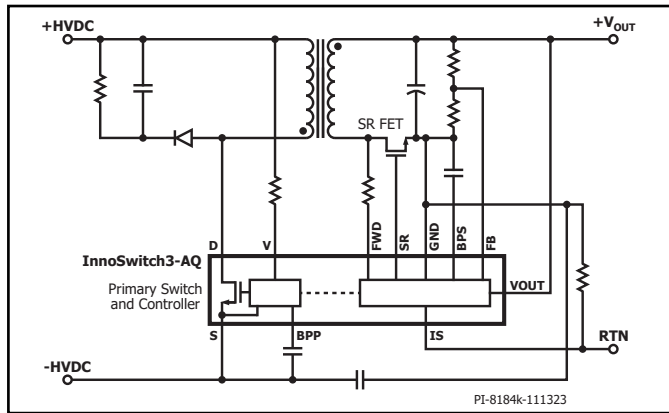 +HVDC
+VOUT
SR FET
D
V
FWD
SR
GND
BPS
FB
InnoSwitch3-AQ
Primary Switch
and Controller
VOUT
S
BPP
IS
RTN
-HVDC
PI-8184k-111323